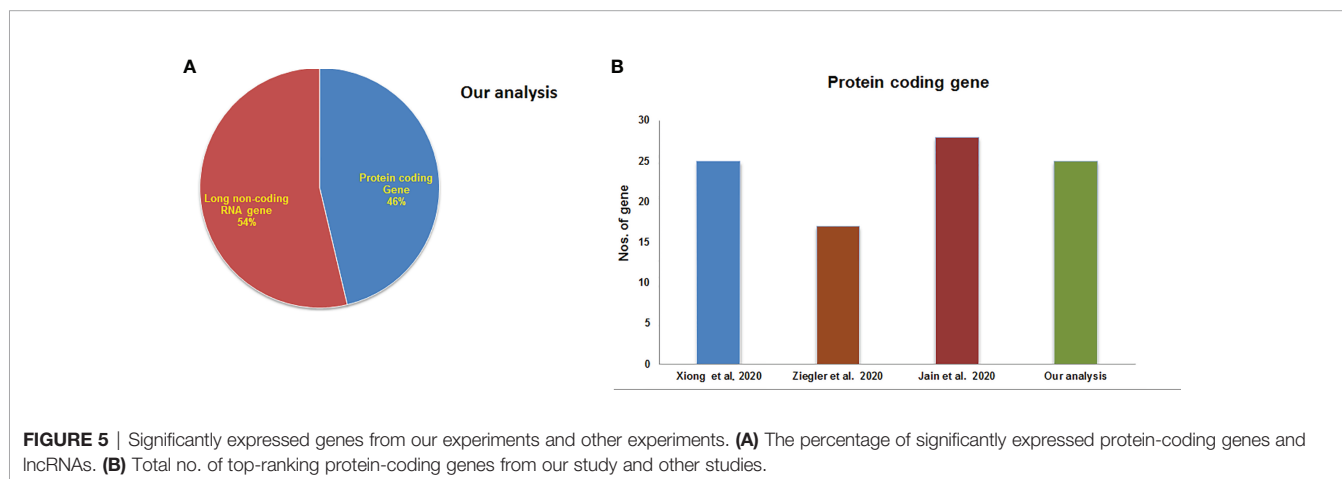 A
Our analysis
Long non-coding
RNA gene
54%
Protein coding
Gene
46%
B
Protein coding gene
Nos. of gene
30
25
20
15
10
5
0
Xiong et al, 2020
Ziegler et al. 2020
Jain et al. 2020
Our analysis
FIGURE 5 | Significantly expressed genes from our experiments and other experiments. (A) The percentage of significantly expressed protein-coding genes and
lncRNAs. (B) Total no. of top-ranking protein-coding genes from our study and other studies.